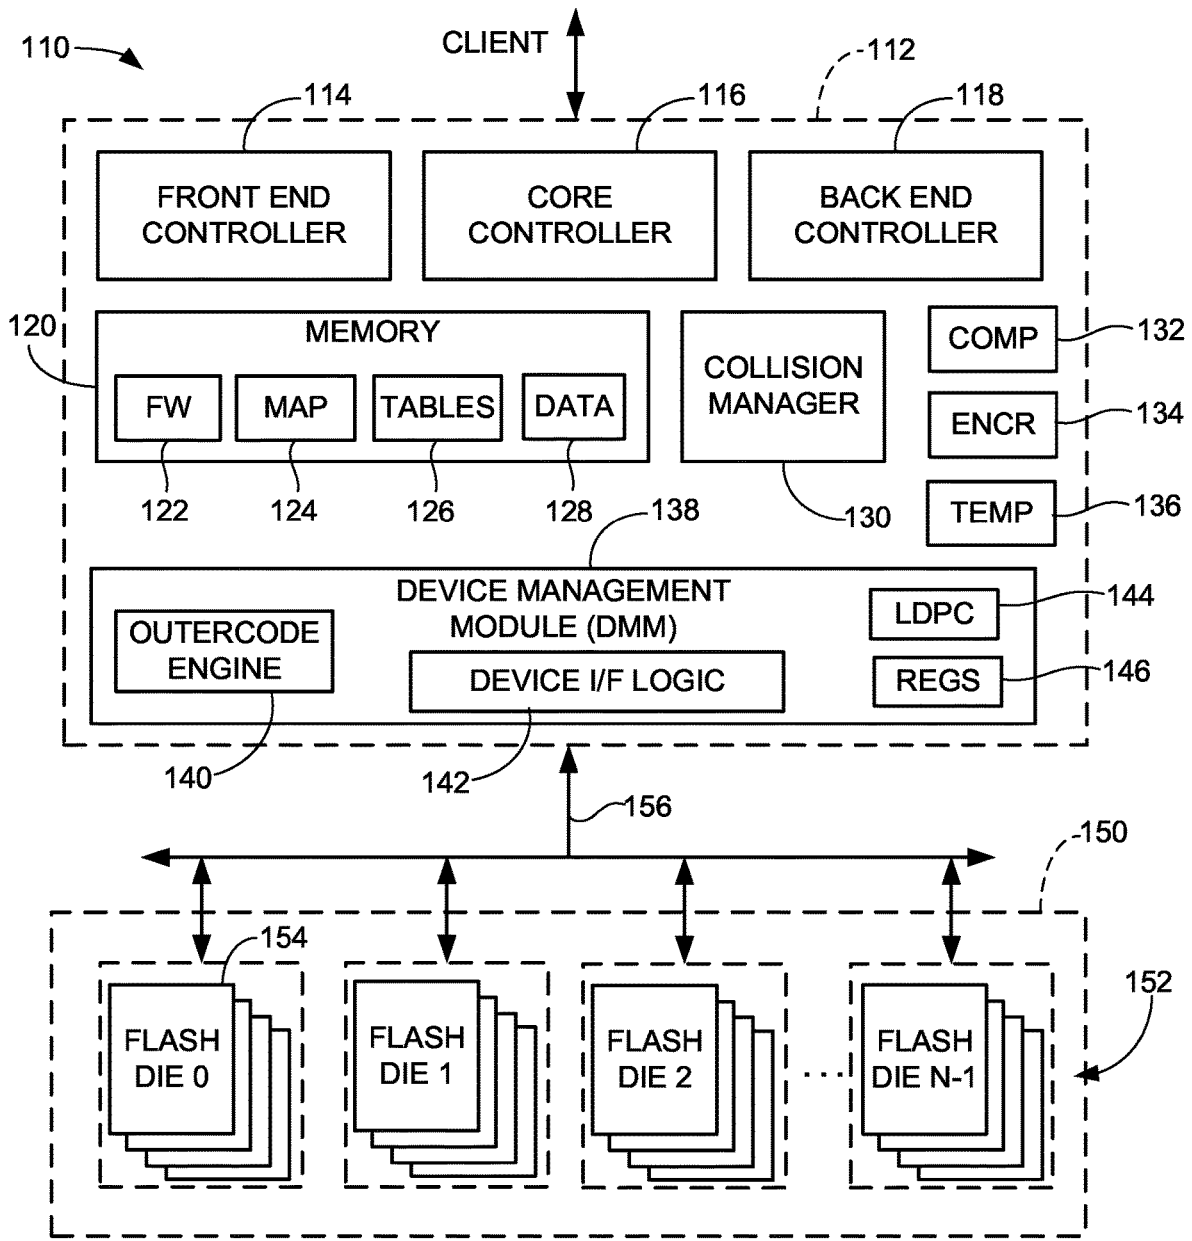 CLIENT
110
112
114
116
118
FRONT END
CONTROLLER
CORE
CONTROLLER
BACK END
CONTROLLER
120
MEMORY
FW
MAP
TABLES
DATA
122
124
126
128
COLLISION
MANAGER
130
COMP
132
ENCR
134
TEMP
136
138
DEVICE MANAGEMENT
MODULE (DMM)
OUTERCODE
ENGINE
DEVICE I/F LOGIC
LDPC
144
REGS
146
140
142
156
150
154
152
FLASH
DIE 0
FLASH
DIE 1
FLASH
DIE 2
...
FLASH
DIE N-1